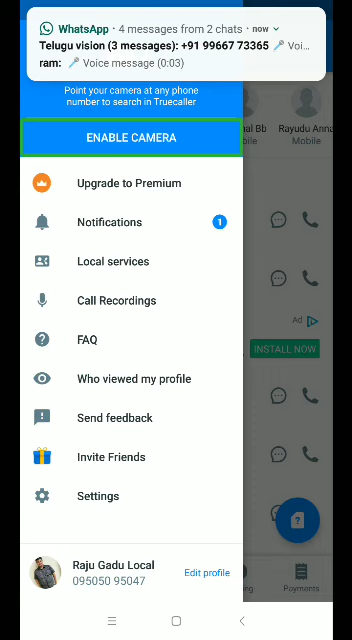 WhatsApp • 4 messages from 2 chats • now
Telugu vision (3 messages): +91 99667 73365 🎤 Voi...
ram: 🎤 Voice message (0:03)
Point your camera at any phone
number to search in Truecaller
ENABLE CAMERA
Rayudu Anna
Mobile
Upgrade to Premium
Notifications
1
Local services
Call Recordings
Ad
FAQ
INSTALL NOW
Who viewed my profile
Send feedback
Invite Friends
Settings
Raju Gadu Local
095050 95047
Edit profile
Payments